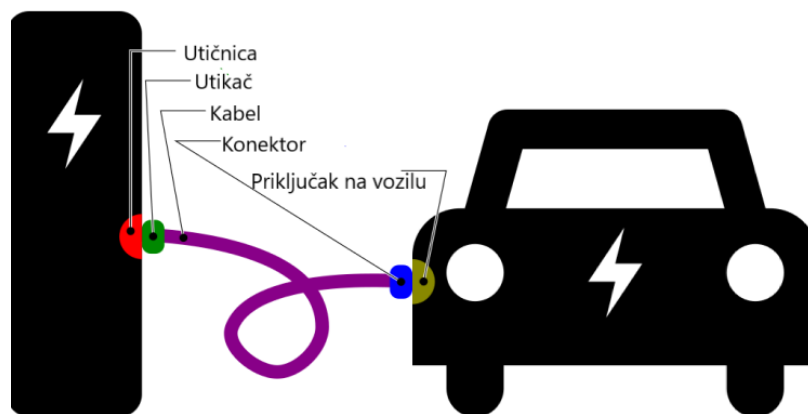 Utičnica
Utikač
Kabel
Konektor
Priključak na vozilu